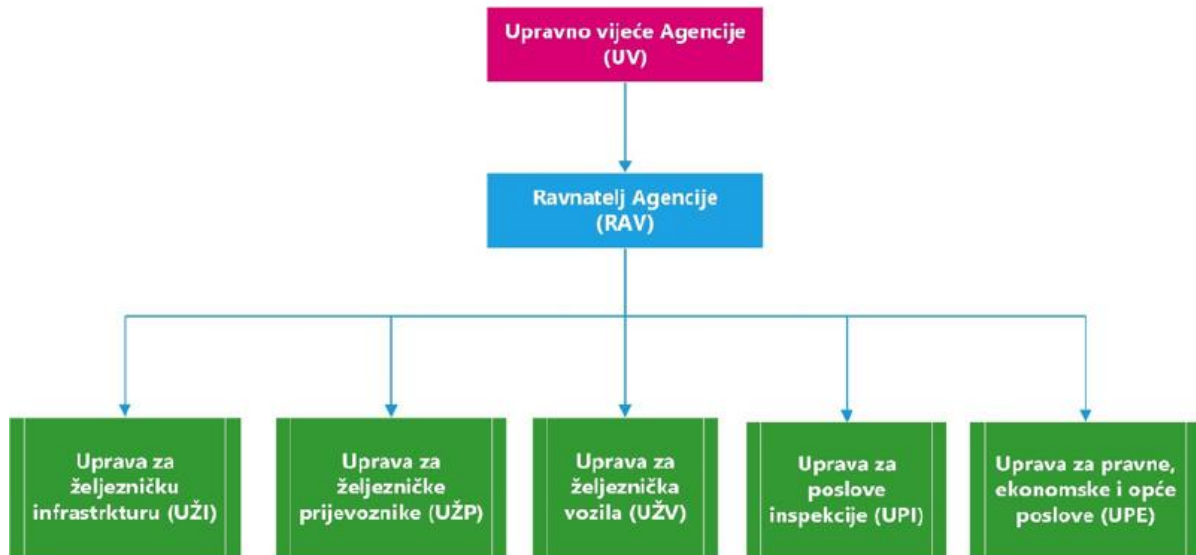 Upravno vijeće Agencije
(UV)
Ravnatelj Agencije
(RAV)
Uprava za
željezničku
infrastrkturu (UŽI)
Uprava za
željezničke
prijevoznike (UŽP)
Uprava za
željeznička
vozila (UŽV)
Uprava za
poslove
inspekcije (UPI)
Uprava za pravne,
ekonomske i opće
poslove (UPE)